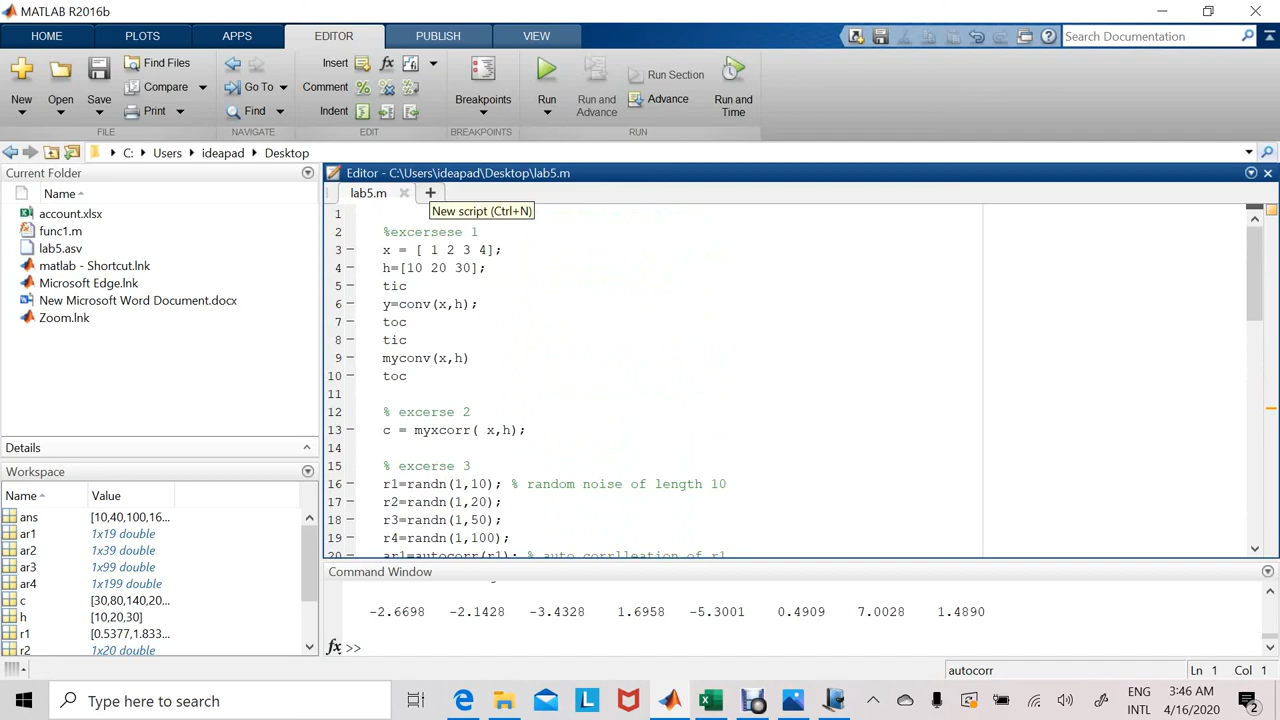 MATLAB R2016b
HOME PLOTS APPS EDITOR PUBLISH VIEW Search Documentation
New Open Save Find Files Compare Print
Insert fx Comment Indent
Go To Find
Breakpoints Run Run and Advance Run Section Advance Run and Time
FILE NAVIGATE EDIT BREAKPOINTS RUN
C: Users ideapad Desktop
Current Folder
Name
account.xlsx
func1.m
lab5.asv
matlab - Shortcut.lnk
Microsoft Edge.lnk
New Microsoft Word Document.docx
Zoom.lnk
Details
Workspace
Name Value
ans [10,40,100,16...
ar1 1x19 double
ar2 1x39 double
ar3 1x99 double
ar4 1x199 double
c [30,80,140,20...
h [10,20,30]
r1 [0.5377,1.833...
r2 1x20 double
Editor - C:\Users\ideapad\Desktop\lab5.m
lab5.m +
New script (Ctrl+N)
1
2 %excersese 1
3 x = [ 1 2 3 4];
4 h=[10 20 30];
5 tic
6 y=conv(x,h);
7 toc
8 tic
9 myconv(x,h)
10 toc
11
12 % excerse 2
13 c = myxcorr( x,h);
14
15 % excerse 3
16 r1=randn(1,10); % random noise of length 10
17 r2=randn(1,20);
18 r3=randn(1,50);
19 r4=randn(1,100);
20 ar1=autocorr(r1); % auto corrlleation of r1
Command Window
-2.6698 -2.1428 -3.4328 1.6958 -5.3001 0.4909 7.0028 1.4890
fx >>
autocorr Ln 1 Col 1
Type here to search
ENG
INTL
3:46 AM
4/16/2020
2